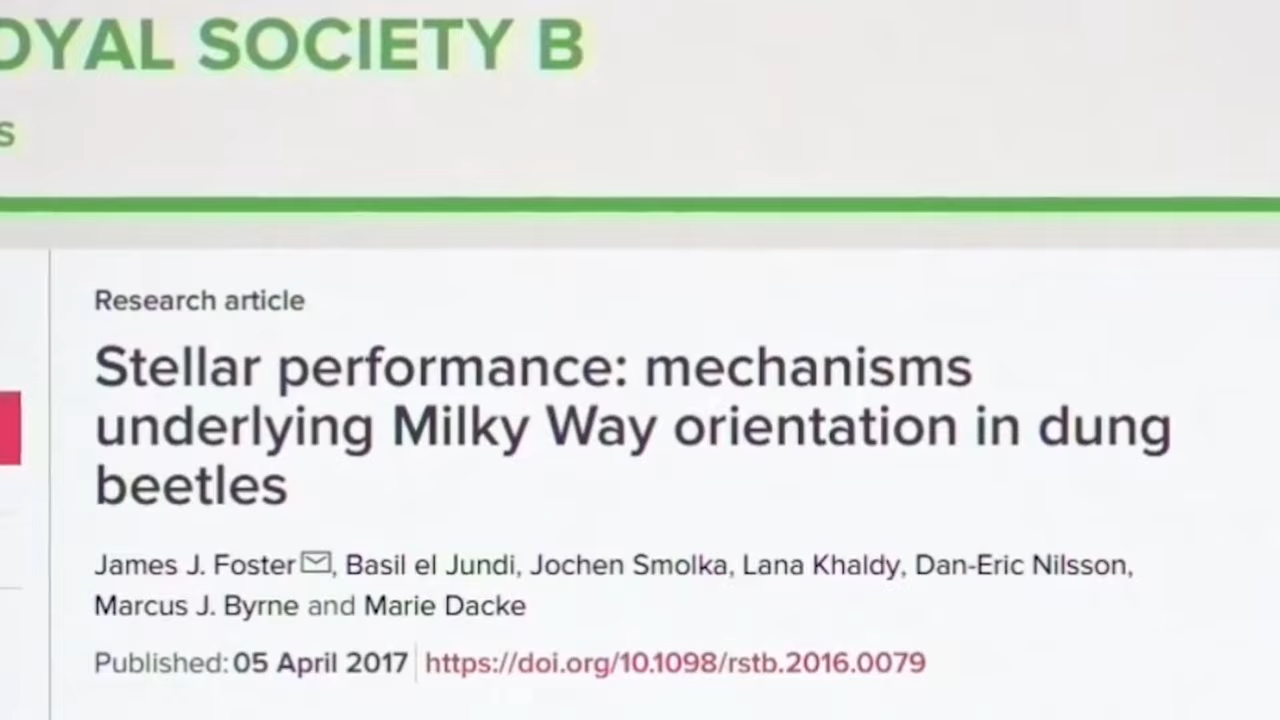 OYAL SOCIETY B
s
Research article
Stellar performance: mechanisms
underlying Milky Way orientation in dung
beetles
James J. Foster, Basil el Jundi, Jochen Smolka, Lana Khaldy, Dan-Eric Nilsson,
Marcus J. Byrne and Marie Dacke
Published: 05 April 2017 https://doi.org/10.1098/rstb.2016.0079